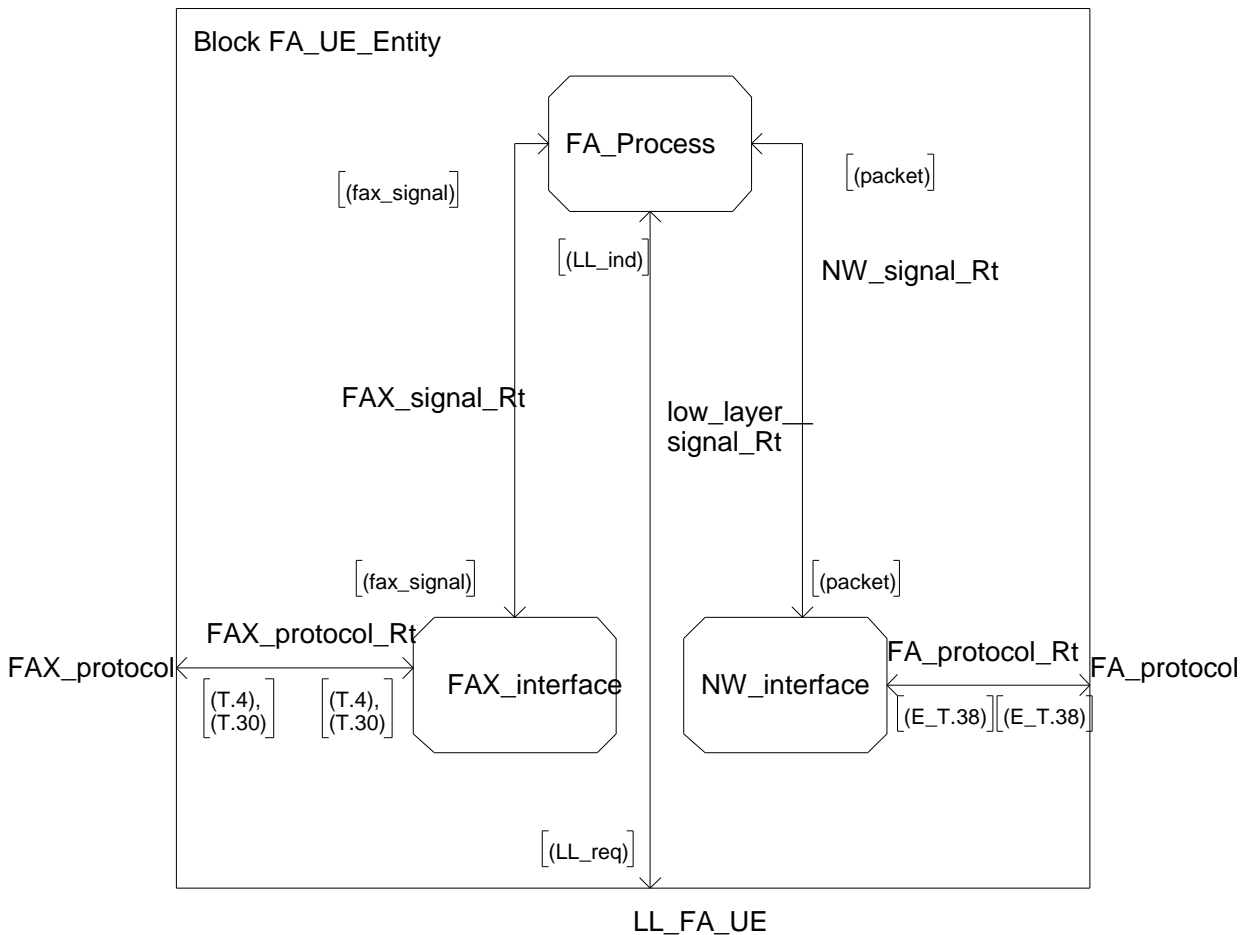 Block FA_UE_Entity
FA_Process
[(fax_signal)]
[(packet)]
[(LL_ind)]
NW_signal_Rt
FAX_signal_Rt
low_layer_
signal_Rt
[(fax_signal)]
[(packet)]
FAX_protocol_Rt
FA_protocol_Rt
FAX_protocol
FA_protocol
FAX_interface
NW_interface
[(T.4),
(T.30)]
[(T.4),
(T.30)]
[(E_T.38)]
[(E_T.38)]
[(LL_req)]
LL_FA_UE